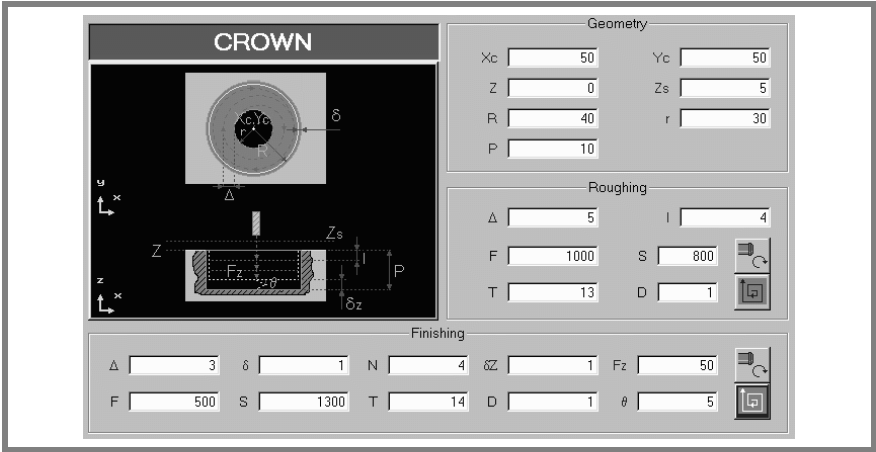 CROWN
Xc,Yc
r
R
δ
Δ
y
x
Z
Zs
Fz
θ
l
P
δz
z
x
Geometry
Xc 50 Yc 50
Z 0 Zs 5
R 40 r 30
P 10
Roughing
Δ 5 I 4
F 1000 S 800
T 13 D 1
Finishing
Δ 3 δ 1 N 4 δZ 1 Fz 50
F 500 S 1300 T 14 D 1 θ 5